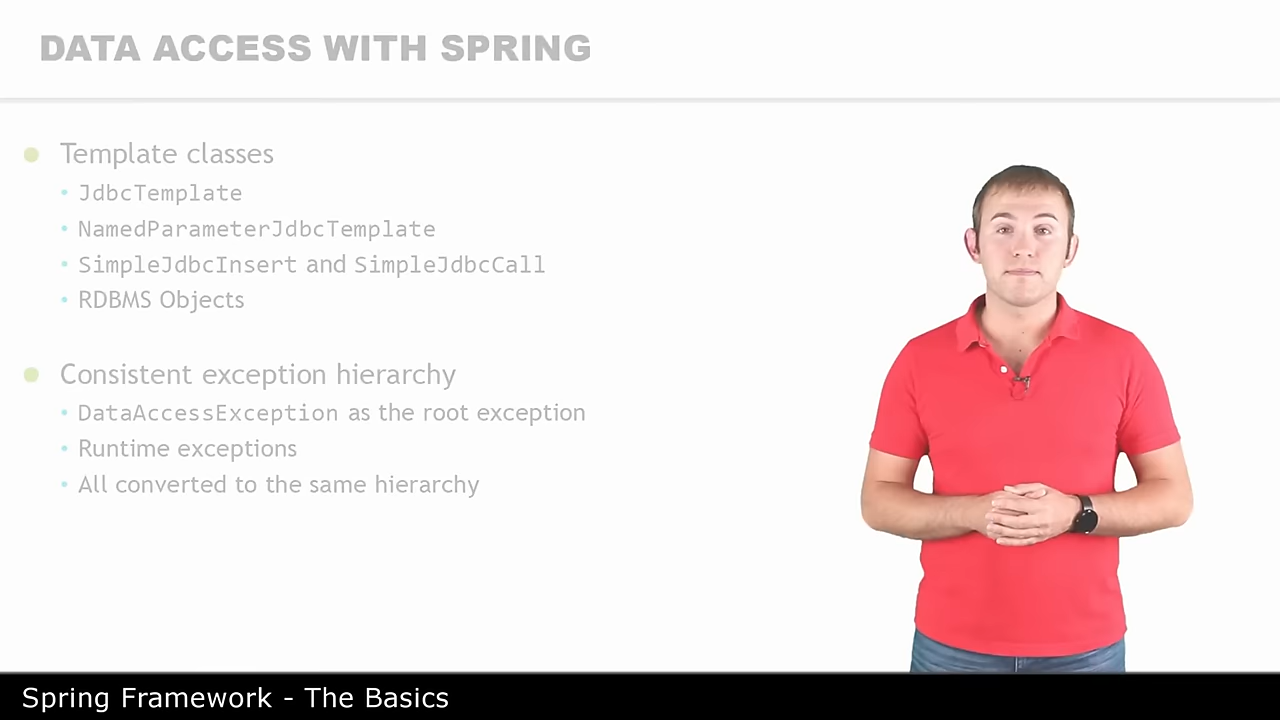 DATA ACCESS WITH SPRING
Template classes
JdbcTemplate
NamedParameterJdbcTemplate
SimpleJdbcInsert and SimpleJdbcCall
RDBMS Objects
Consistent exception hierarchy
DataAccessException as the root exception
Runtime exceptions
All converted to the same hierarchy
Spring Framework - The Basics